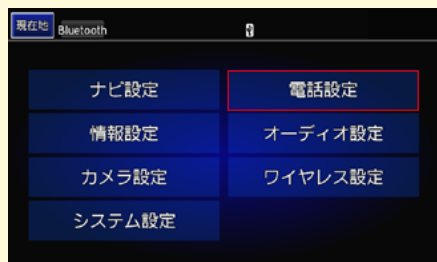 現在地 Bluetooth
ナビ設定 電話設定
情報設定 オーディオ設定
カメラ設定 ワイヤレス設定
システム設定